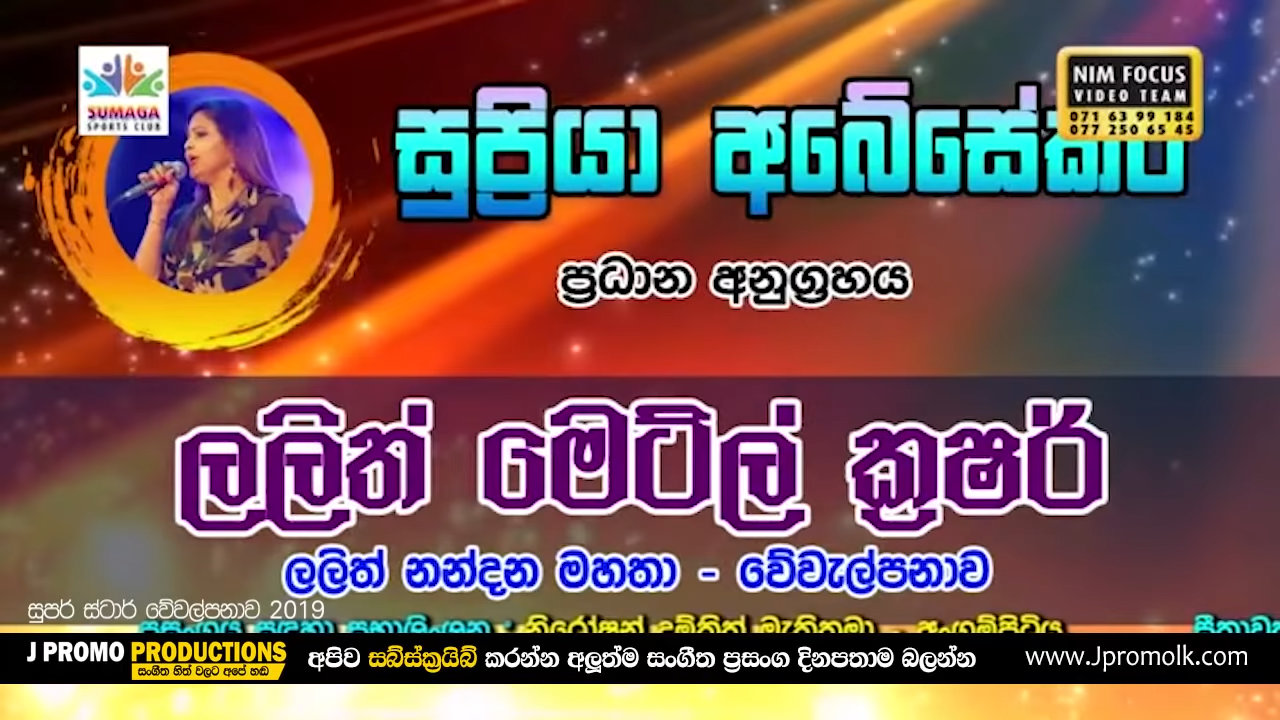 SUMAGA
SPORTS CLUB
NIM FOCUS
VIDEO TEAM
071 63 99 184
077 250 65 45
සුප්‍රියා අබේසේකර
ප්‍රධාන අනුග්‍රහය
ලලිත් මෙටල් ක්‍රෂර්
ලලිත් නන්දන මහතා - වේවැල්පනාව
සුපර් ස්ටාර් වේවල්පනාව 2019
J PROMO PRODUCTIONS
සංගීත හිත් වලට අපේ හඬ
අපිව සබ්ස්ක්‍රයිබ් කරන්න අලුත්ම සංගීත ප්‍රසංග දිනපතාම බලන්න
www.Jpromolk.com